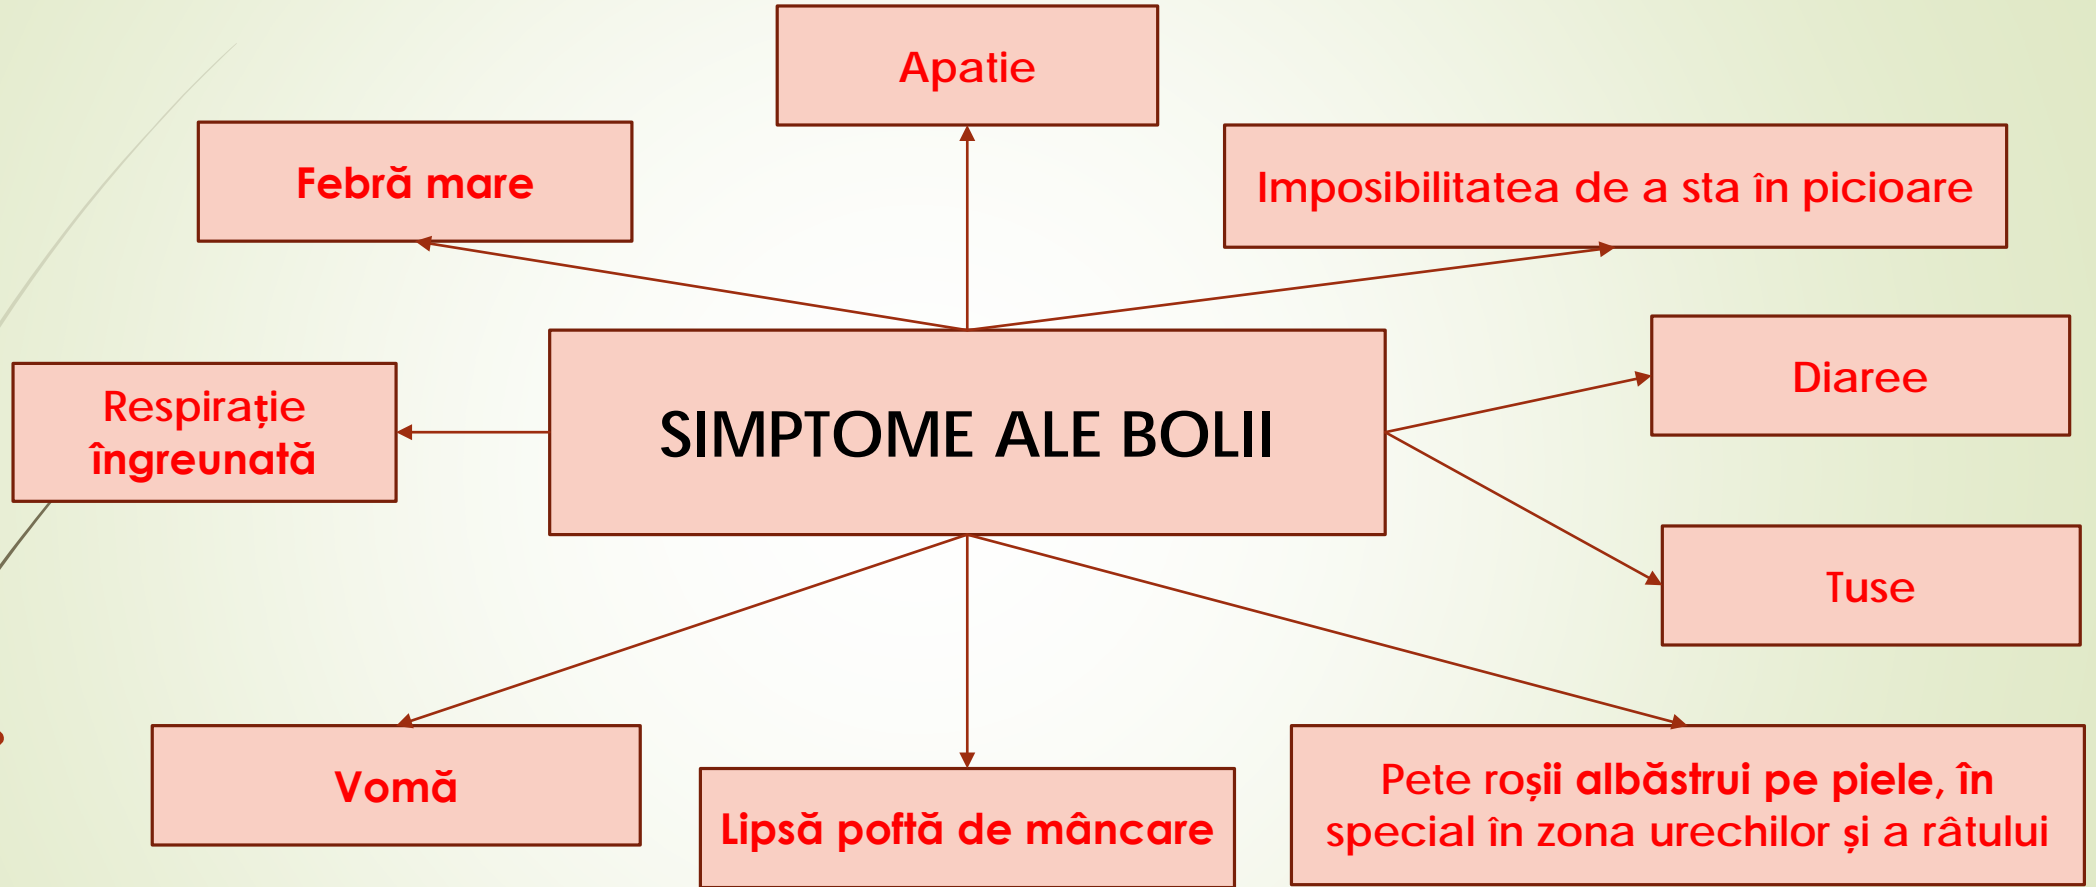 Apatie
Febră mare
Imposibilitatea de a sta în picioare
Respirație
îngreunată
SIMPTOME ALE BOLII
Diaree
Tuse
Vomă
Lipsă poftă de mâncare
Pete roșii albăstrui pe piele, în
special în zona urechilor și a râtului